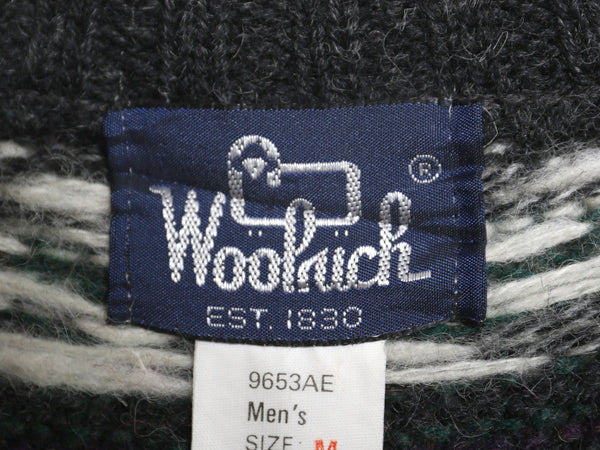 Woolrich
®
EST. 1830
9653AE
Men's
SIZE: M